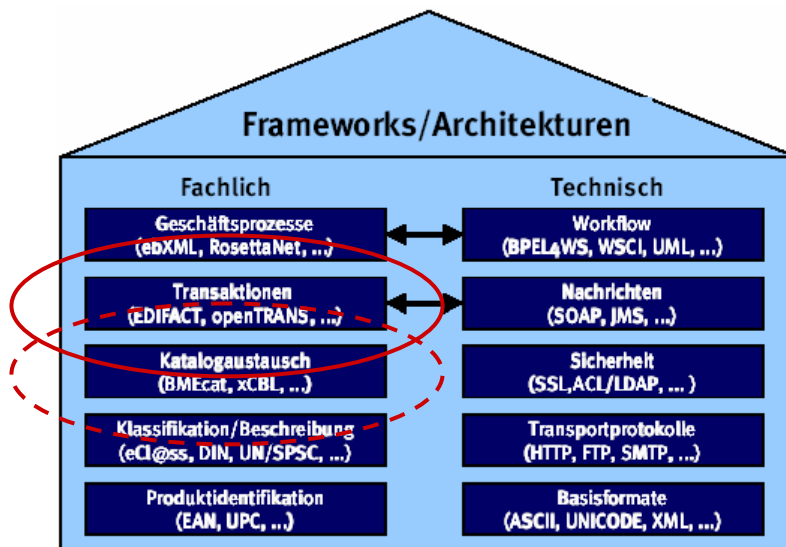 Frameworks/Architekturen
Fachlich
Technisch
Geschäftsprozesse
(ebXML, RosettaNet, ...)
Workflow
(BPEL4WS, WSCI, UML, ...)
Transaktionen
(EDIFACT, openTRANS, ...)
Nachrichten
(SOAP, JMS, ...)
Katalogaustausch
(BMEcat, xCBL, ...)
Sicherheit
(SSL,ACL/LDAP, ... )
Klassifikation/Beschreibung
(eCl@ss, DIN, UN/SPSC, ...)
Transportprotokolle
(HTTP, FTP, SMTP, ...)
Produktidentifikation
(EAN, UPC, ...)
Basisformate
(ASCII, UNICODE, XML, ...)